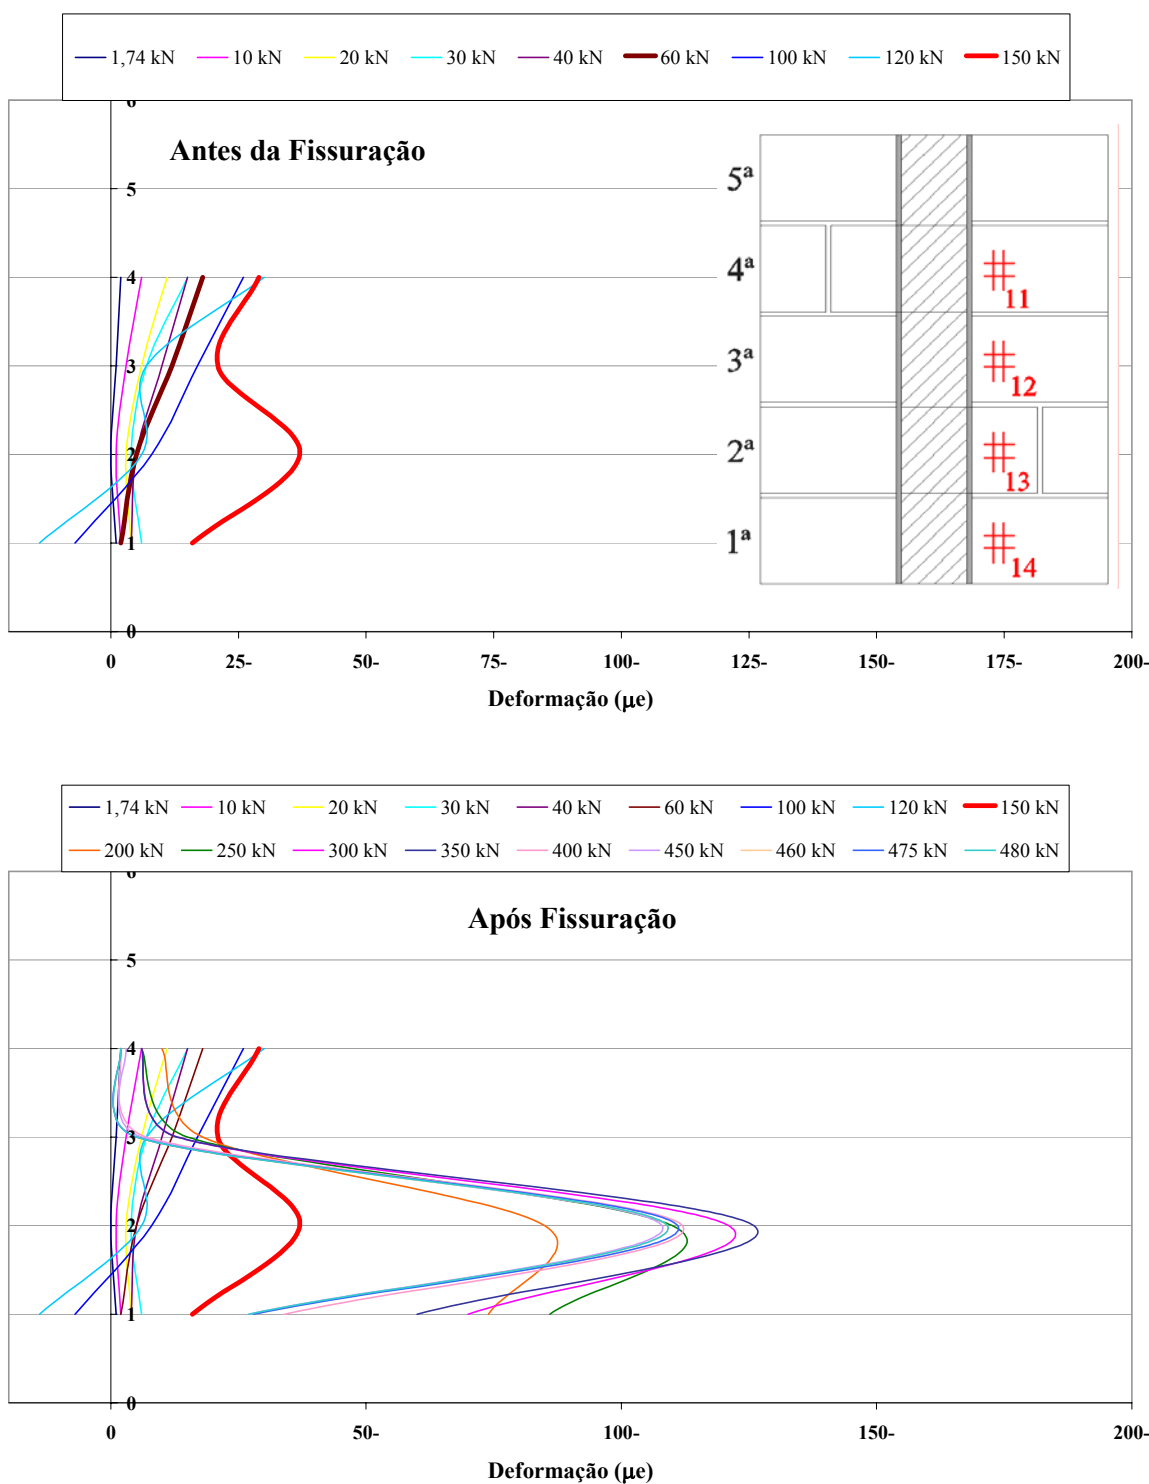 1,74 kN 10 kN 20 kN 30 kN 40 kN 60 kN 100 kN 120 kN 150 kN
6
Antes da Fissuração
5
4
3
2
1
0
5ª
4ª
3ª
2ª
1ª
11
12
13
14
0 25- 50- 75- 100- 125- 150- 175- 200-
Deformação (μe)
1,74 kN 10 kN 20 kN 30 kN 40 kN 60 kN 100 kN 120 kN 150 kN
200 kN 250 kN 300 kN 350 kN 400 kN 450 kN 460 kN 475 kN 480 kN
6
Após Fissuração
5
4
3
2
1
0
0 50- 100- 150- 200-
Deformação (μe)